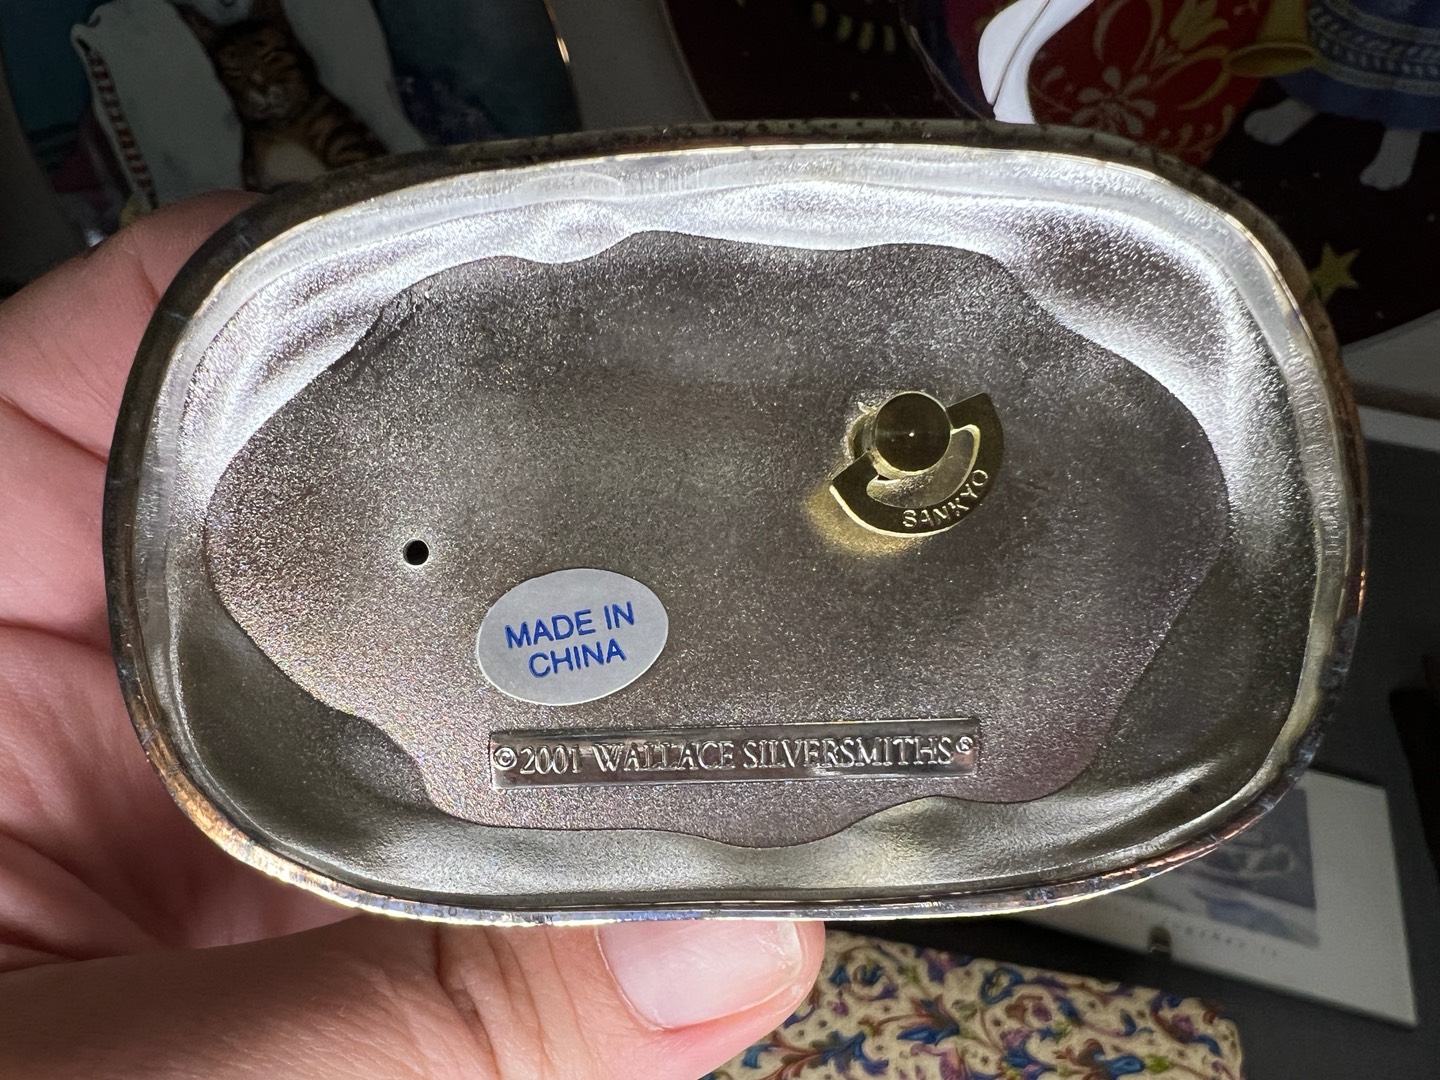 SANKYO
MADE IN
CHINA
© 2001 WALLACE SILVERSMITHS ®